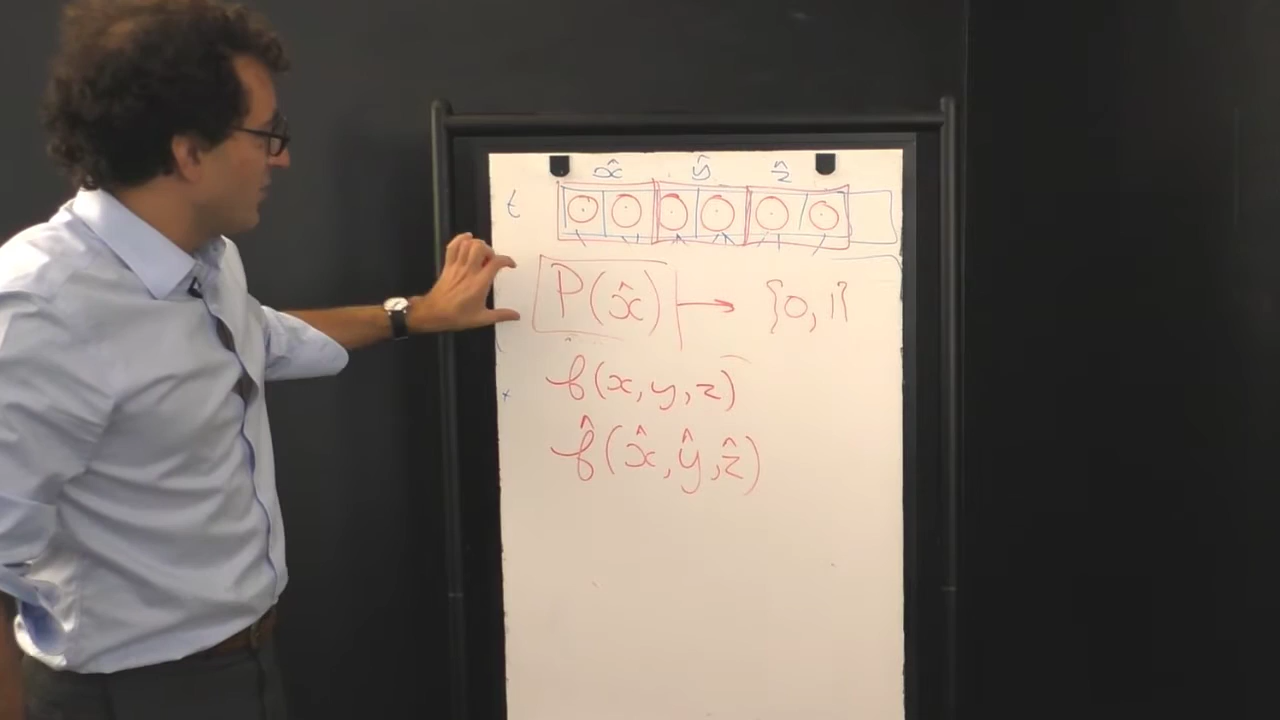 x̂ ŷ ẑ
t
P(x̂) ↦ {0,1}
f(x,y,z)
f̂(x̂,ŷ,ẑ)